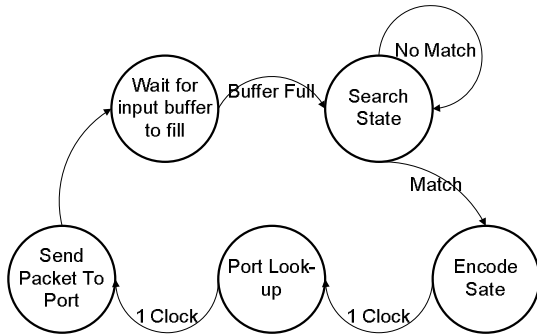 Wait for
input buffer
to fill
Buffer Full
Search
State
No Match
Match
Encode
Sate
1 Clock
Port Look-
up
1 Clock
Send
Packet To
Port